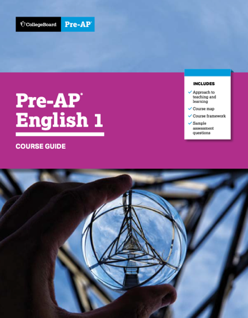 CollegeBoard Pre-AP®
INCLUDES
✓ Approach to
teaching and
learning
✓ Course map
✓ Course framework
✓ Sample
assessment
questions
Pre-AP®
English 1
COURSE GUIDE